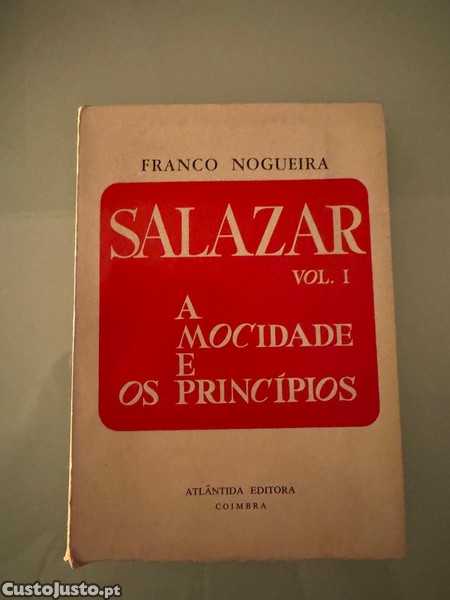 FRANCO NOGUEIRA
SALAZAR
VOL. I
A
MOCIDADE
E
OS PRINCÍPIOS
ATLÂNTIDA EDITORA
COIMBRA
CustoJusto.pt